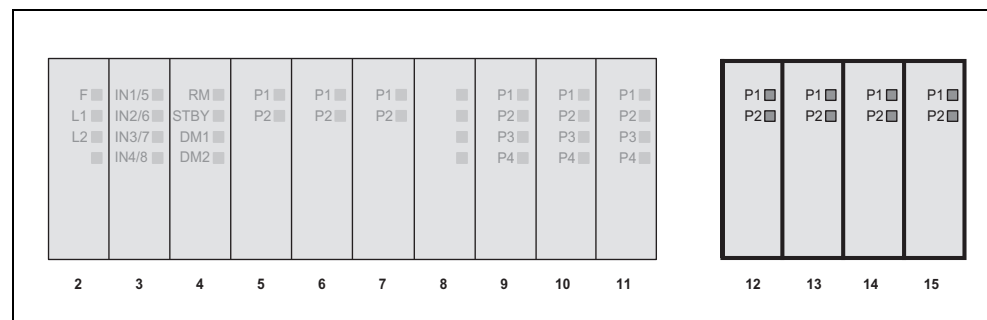 F IN1/5 RM P1 P1 P1 P1 P1 P1 P1 P1 P1 P1
L1 IN2/6 STBY P2 P2 P2 P2 P2 P2 P2 P2 P2 P2
L2 IN3/7 DM1 P3 P3 P3
IN4/8 DM2 P4 P4 P4
2 3 4 5 6 7 8 9 10 11 12 13 14 15